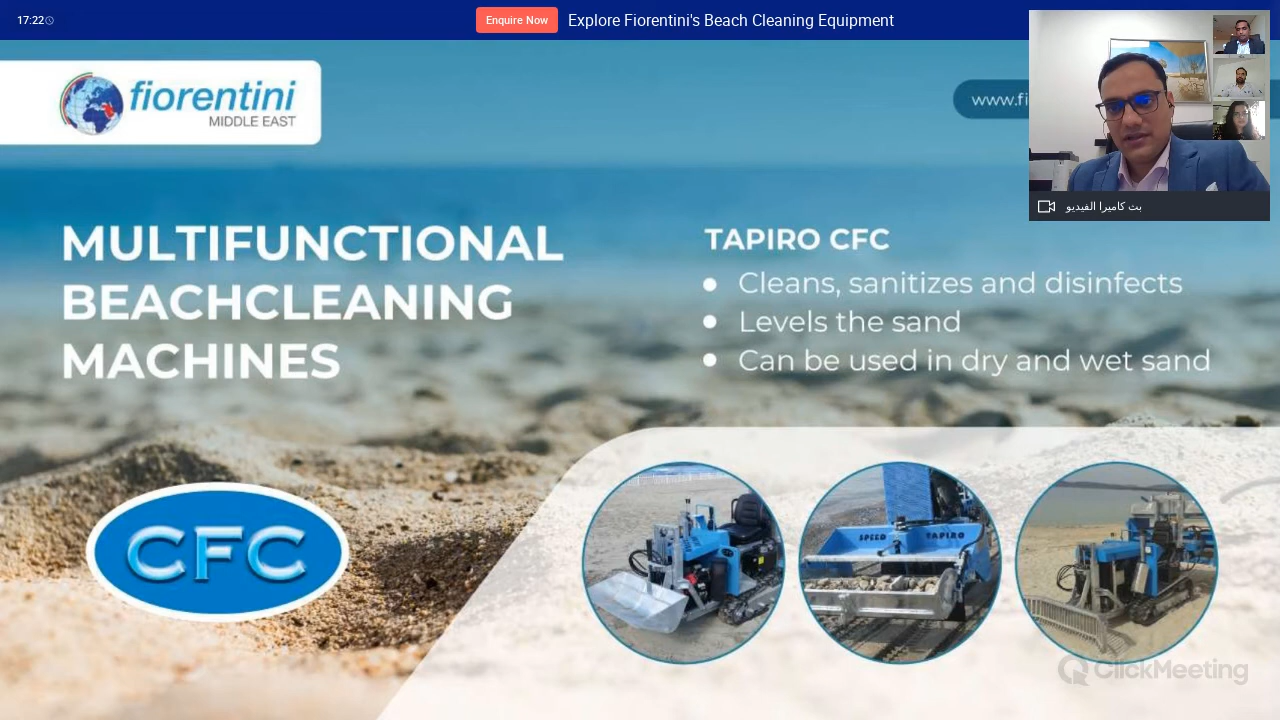 17:22
Enquire Now
Explore Fiorentini's Beach Cleaning Equipment
fiorentini
MIDDLE EAST
www.fi
بث كاميرا الفيديو
MULTIFUNCTIONAL
BEACHCLEANING
MACHINES
TAPIRO CFC
Cleans, sanitizes and disinfects
Levels the sand
Can be used in dry and wet sand
CFC
SPEED TAPIRO
ClickMeeting